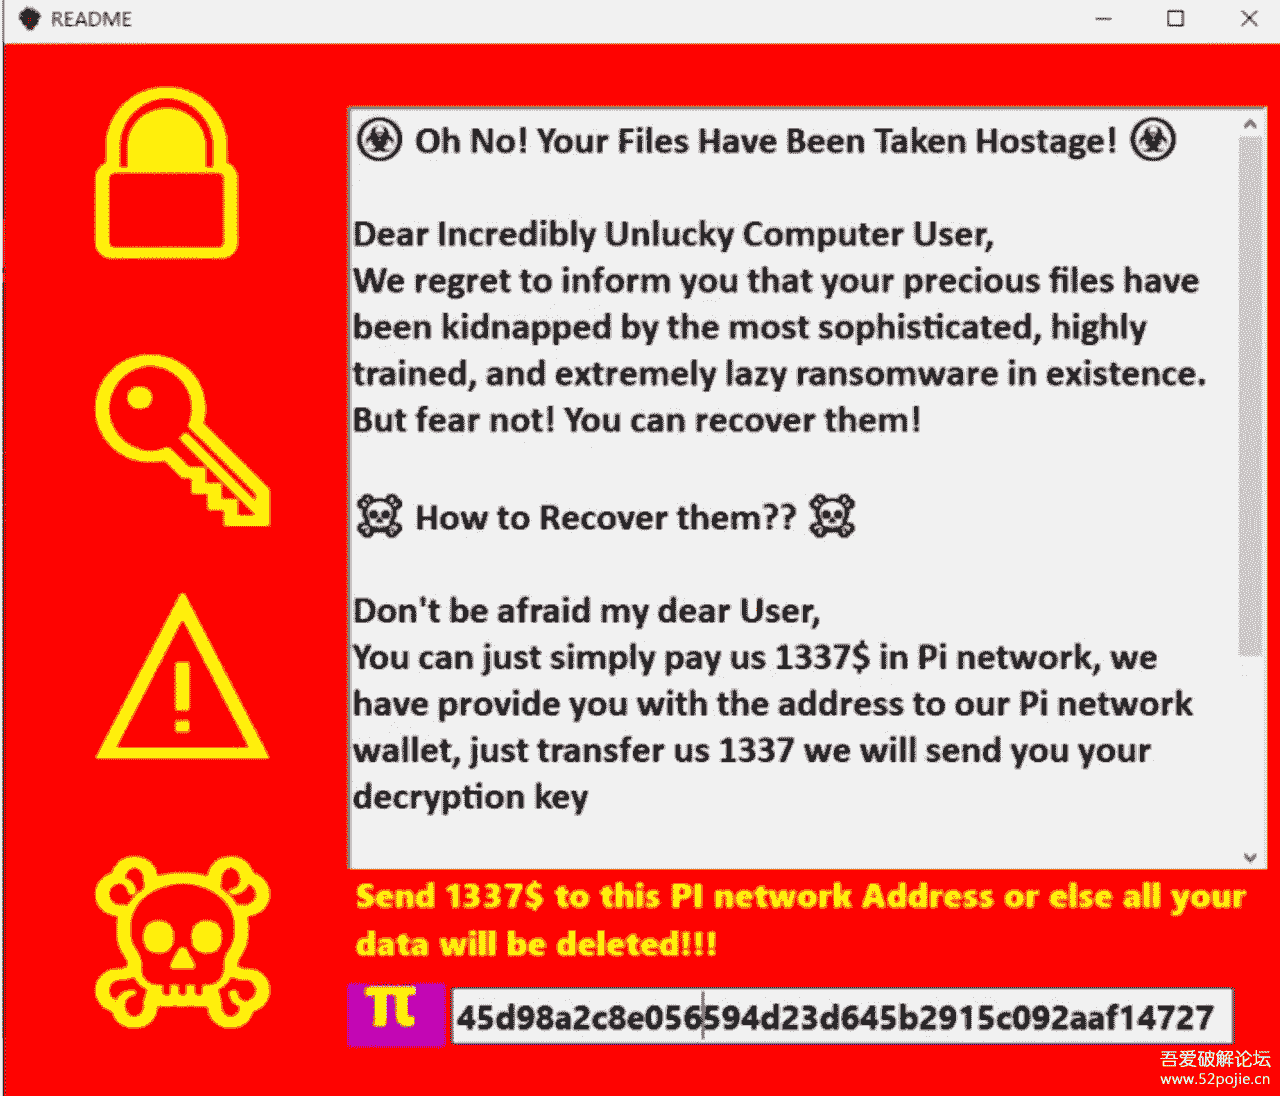 README
☣ Oh No! Your Files Have Been Taken Hostage! ☣
Dear Incredibly Unlucky Computer User,
We regret to inform you that your precious files have
been kidnapped by the most sophisticated, highly
trained, and extremely lazy ransomware in existence.
But fear not! You can recover them!
☠ How to Recover them?? ☠
Don't be afraid my dear User,
You can just simply pay us 1337$ in Pi network, we
have provide you with the address to our Pi network
wallet, just transfer us 1337 we will send you your
decryption key
Send 1337$ to this PI network Address or else all your
data will be deleted!!!
π
45d98a2c8e056594d23d645b2915c092aaf14727
吾爱破解论坛
www.52pojie.cn